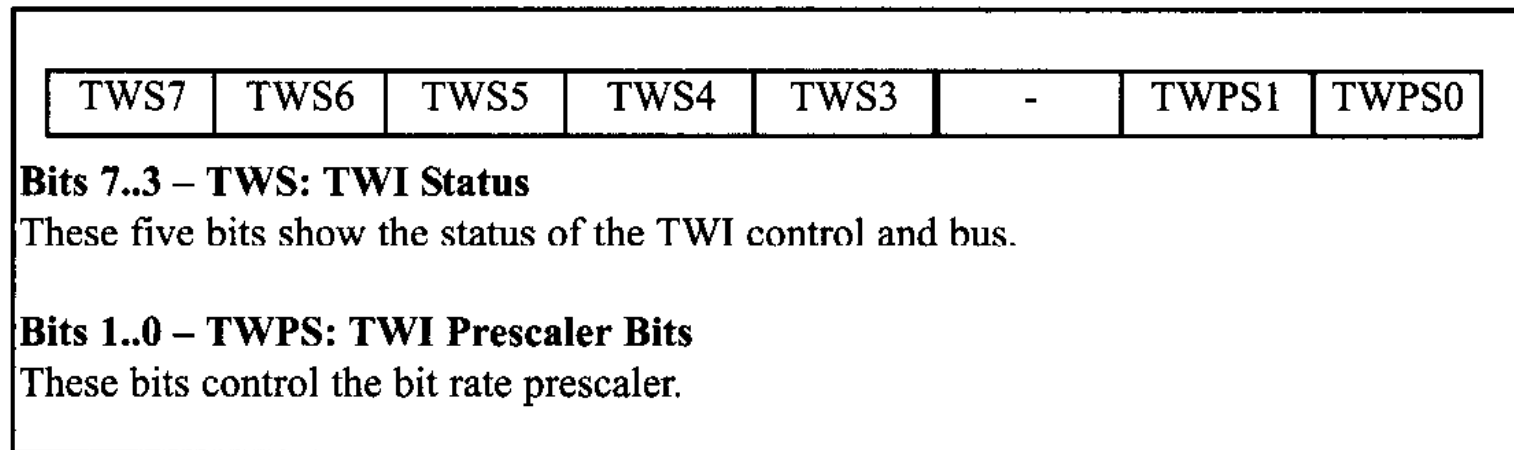 TWS7 TWS6 TWS5 TWS4 TWS3 - TWPS1 TWPS0
Bits 7..3 – TWS: TWI Status
These five bits show the status of the TWI control and bus.
Bits 1..0 – TWPS: TWI Prescaler Bits
These bits control the bit rate prescaler.